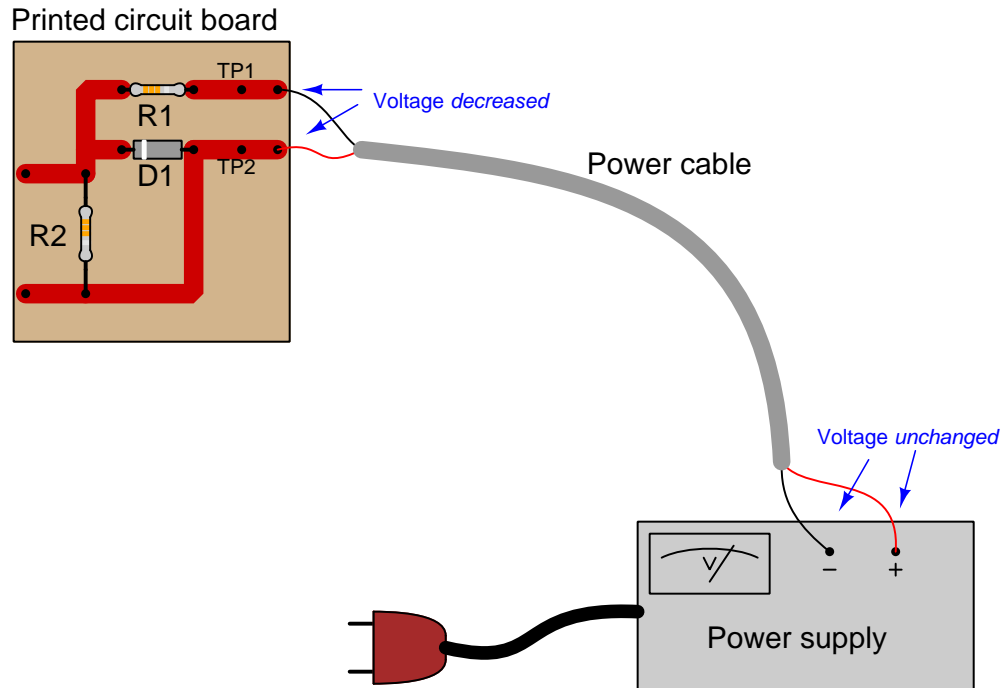 Printed circuit board
TP1
Voltage decreased
R1
TP2
D1
Power cable
R2
Voltage unchanged
V
− +
Power supply